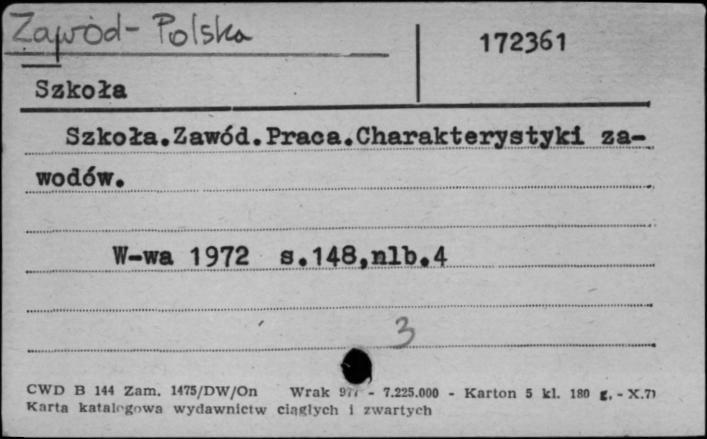 Zawód - Polska
172361
Szkoła
Szkoła.Zawód.Praca.Charakterystyki za-
wodów.
W-wa 1972 s.148,nlb.4
3
CWD B 144 Zam. 1475/DW/On Wrak - 7.225.000 - Karton 5 kl. 180 g. - X.71
Karta katalogowa wydawnictw ciągłych i zwartych